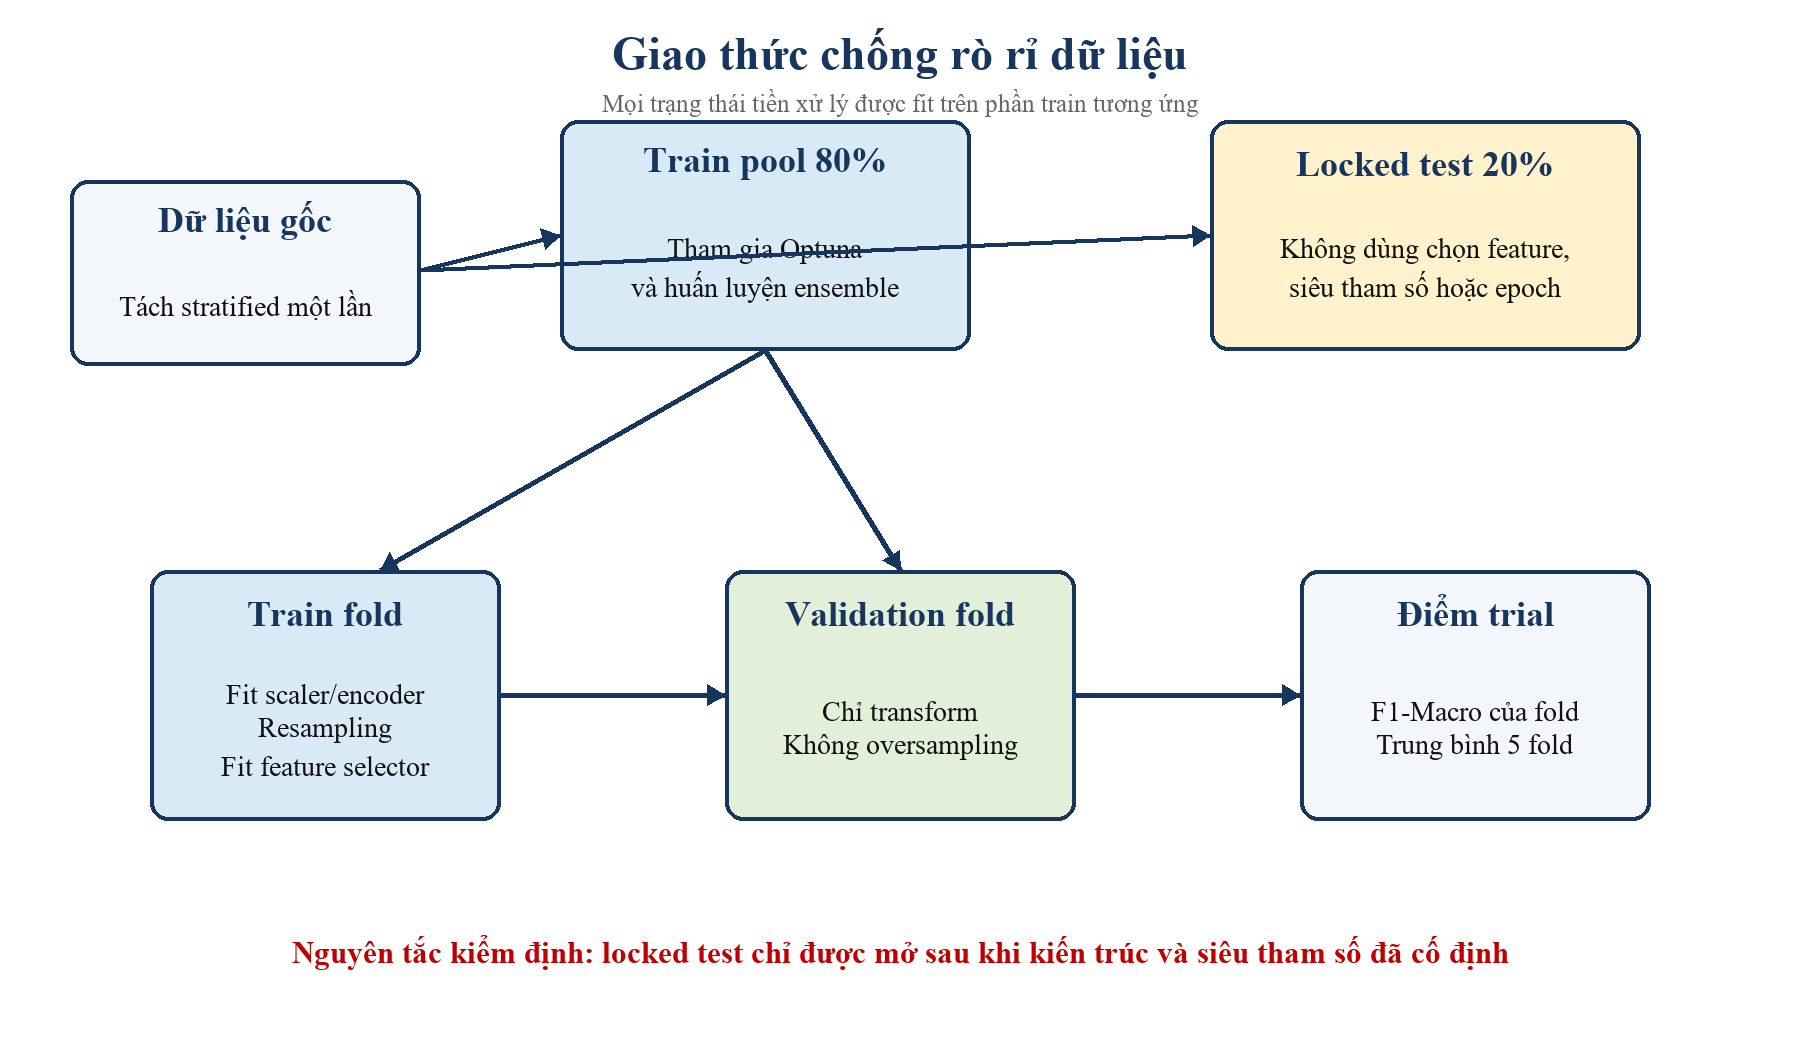 Giao thức chống rò rỉ dữ liệu
Mọi trạng thái tiền xử lý được fit trên phần train tương ứng
Dữ liệu gốc
Tách stratified một lần
Train pool 80%
Tham gia Optuna
và huấn luyện ensemble
Locked test 20%
Không dùng chọn feature,
siêu tham số hoặc epoch
Train fold
Fit scaler/encoder
Resampling
Fit feature selector
Validation fold
Chỉ transform
Không oversampling
Điểm trial
F1-Macro của fold
Trung bình 5 fold
Nguyên tắc kiểm định: locked test chỉ được mở sau khi kiến trúc và siêu tham số đã cố định